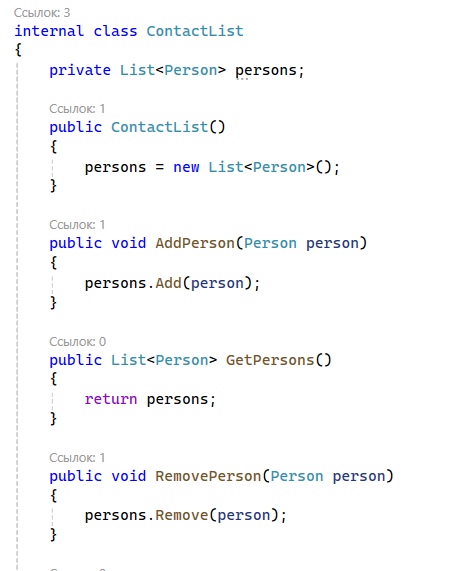 Ссылок: 3
internal class ContactList
{
    private List<Person> persons;
    Ссылок: 1
    public ContactList()
    {
        persons = new List<Person>();
    }
    Ссылок: 1
    public void AddPerson(Person person)
    {
        persons.Add(person);
    }
    Ссылок: 0
    public List<Person> GetPersons()
    {
        return persons;
    }
    Ссылок: 1
    public void RemovePerson(Person person)
    {
        persons.Remove(person);
    }